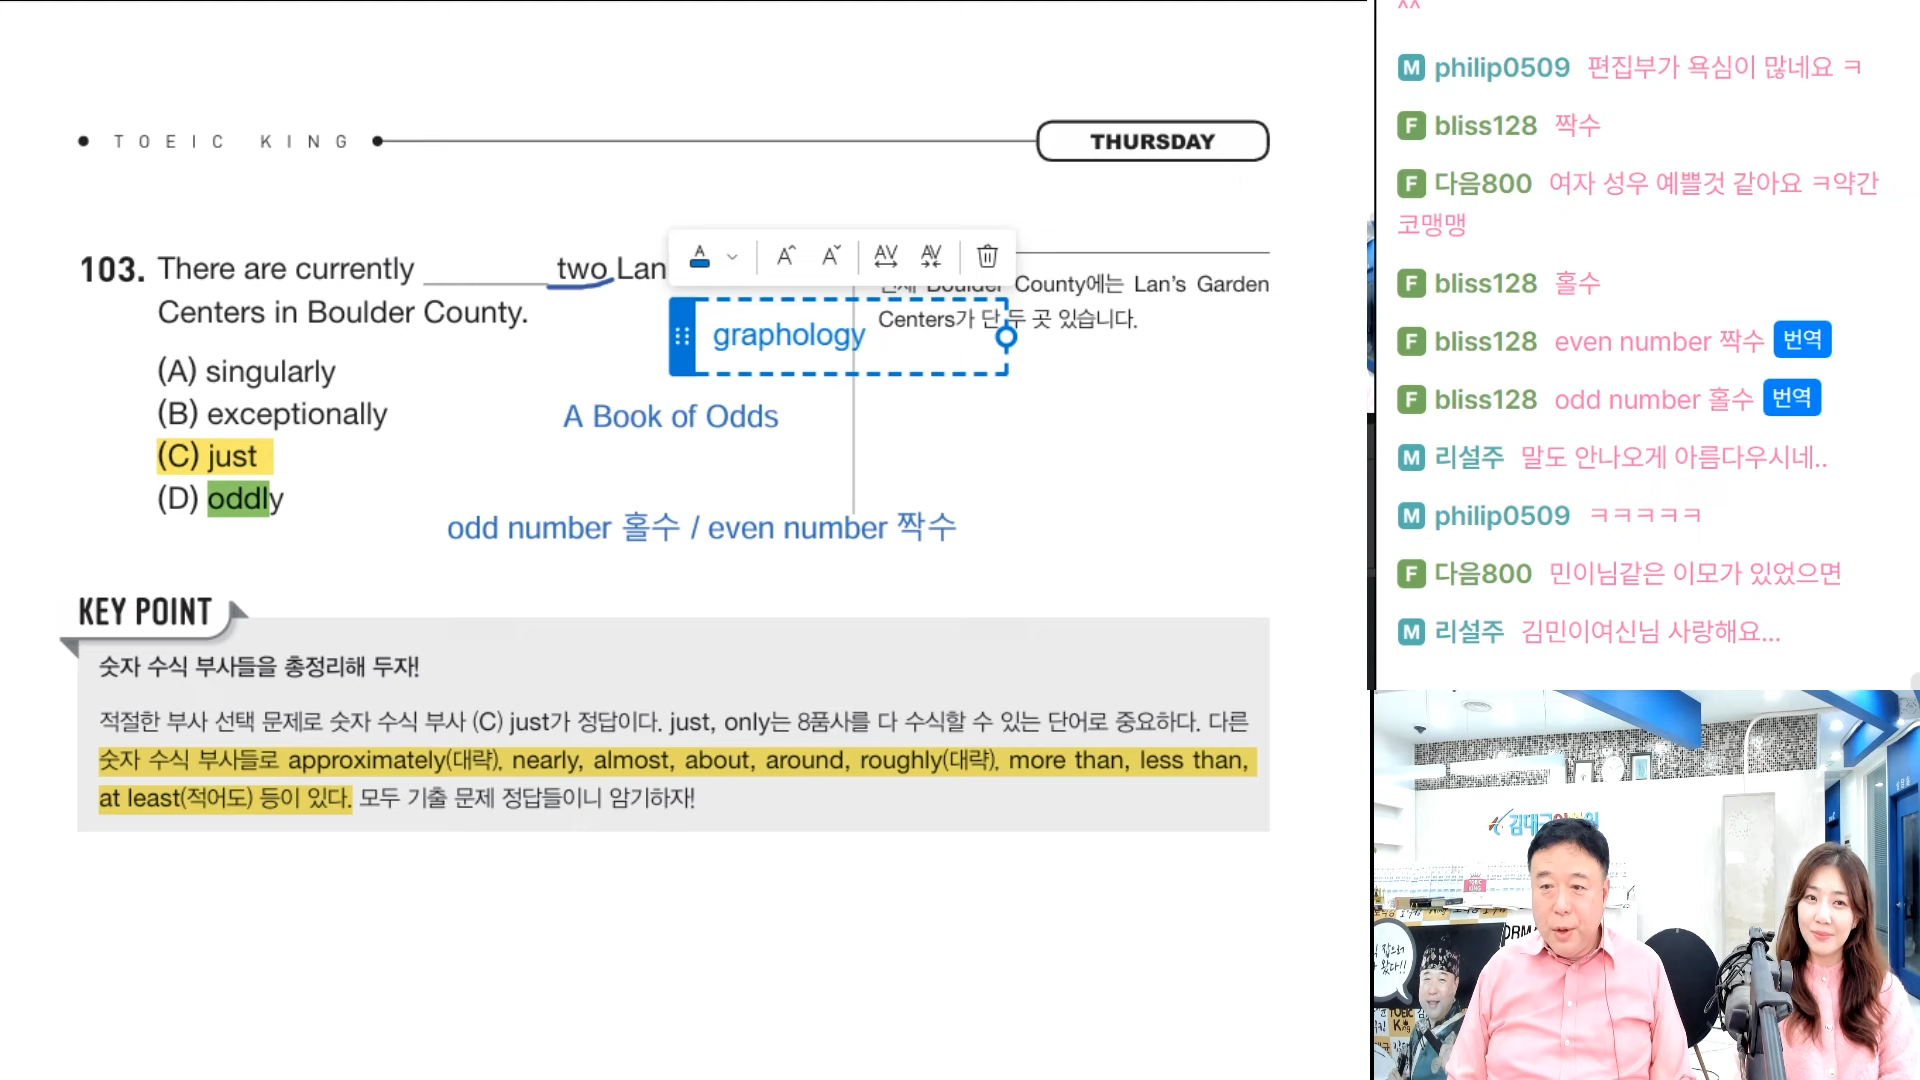 TOEIC KING
THURSDAY
103. There are currently ________ two Lan
Centers in Boulder County.
(A) singularly
(B) exceptionally
(C) just
(D) oddly
Boulder County에는 Lan's Garden
Centers가 단 두 곳 있습니다.
graphology
A Book of Odds
odd number 홀수 / even number 짝수
KEY POINT
숫자 수식 부사들을 총정리해 두자!
적절한 부사 선택 문제로 숫자 수식 부사 (C) just가 정답이다. just, only는 8품사를 다 수식할 수 있는 단어로 중요하다. 다른
숫자 수식 부사들로 approximately(대략), nearly, almost, about, around, roughly(대략), more than, less than,
at least(적어도) 등이 있다. 모두 기출 문제 정답들이니 암기하자!
^^
M philip0509 편집부가 욕심이 많네요 ㅋ
F bliss128 짝수
F 다음800 여자 성우 예쁠것 같아요 ㅋ약간
코맹맹
F bliss128 홀수
F bliss128 even number 짝수 번역
F bliss128 odd number 홀수 번역
M 리설주 말도 안나오게 아름다우시네..
M philip0509 ㅋㅋㅋㅋㅋ
F 다음800 민이님같은 이모가 있었으면
M 리설주 김민이여신님 사랑해요...
김대균
TOEIC